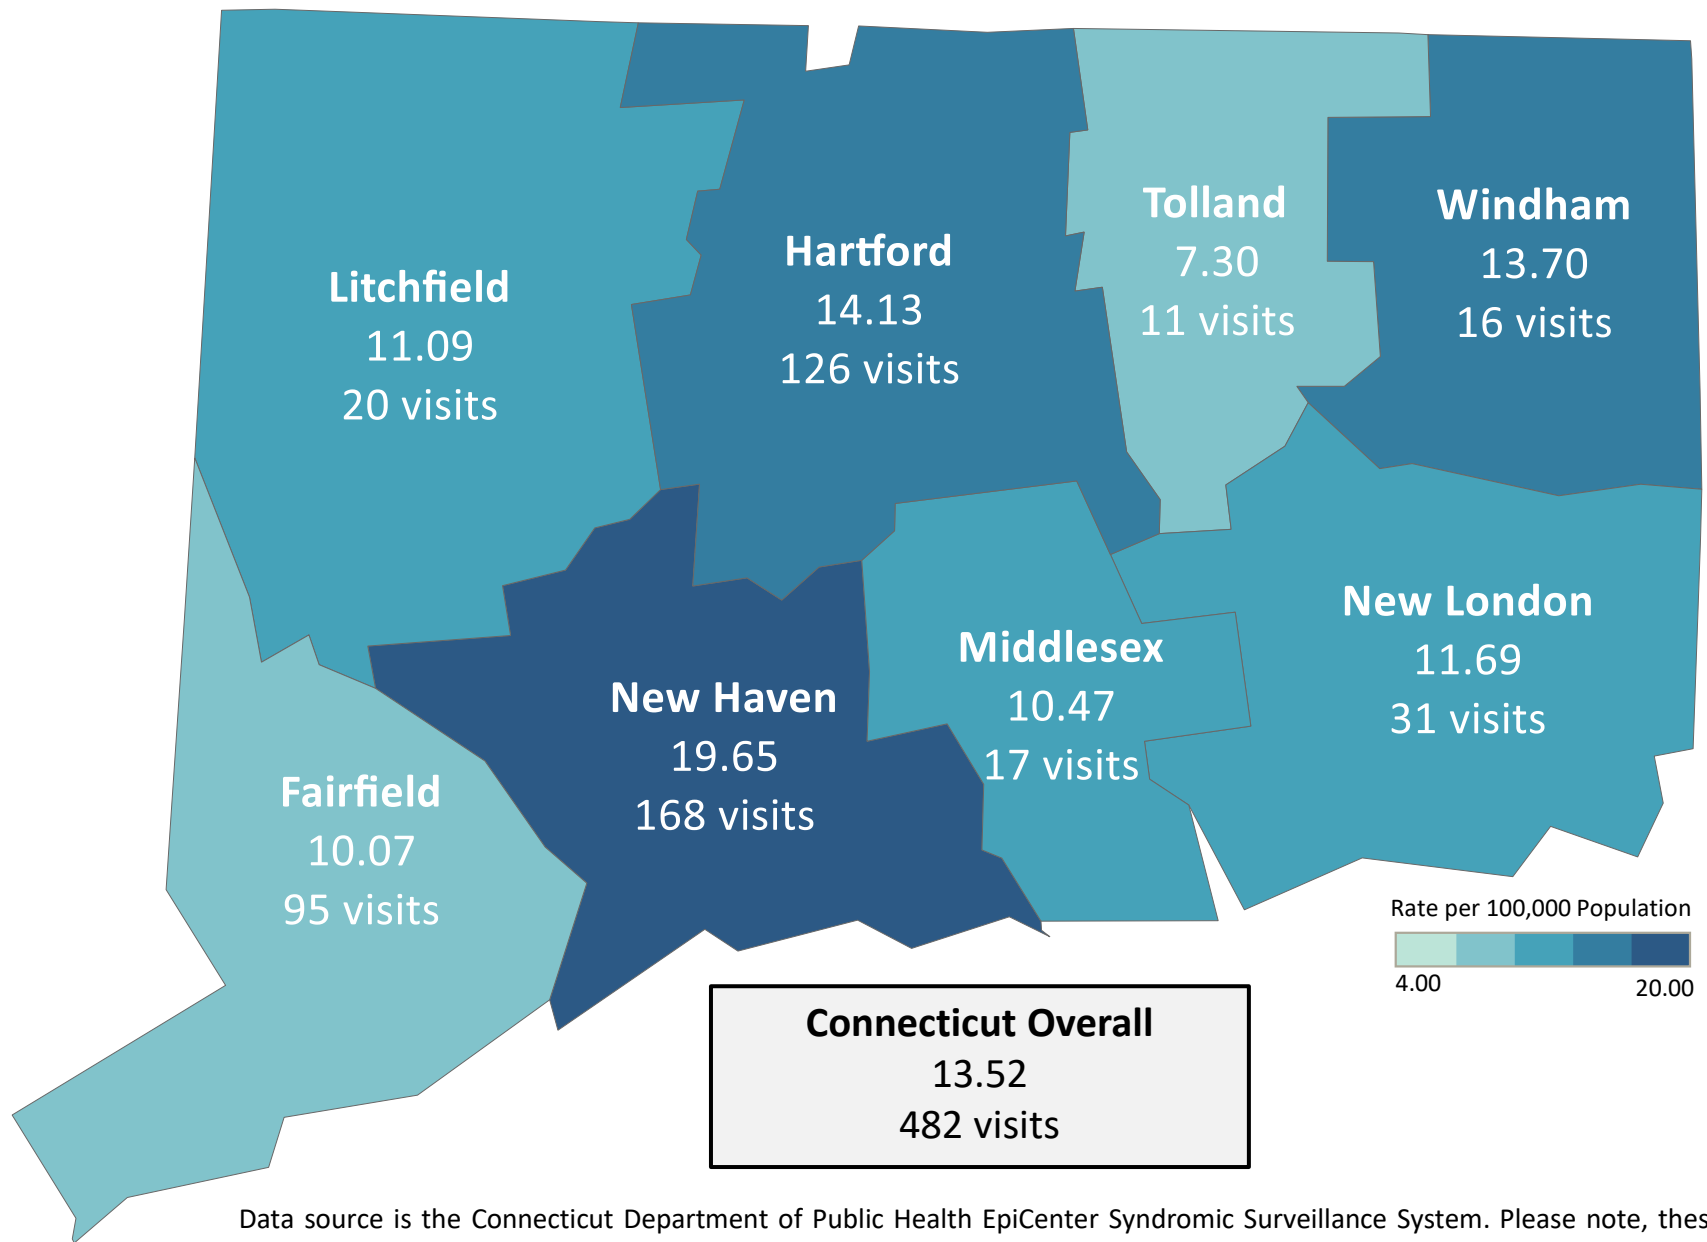 Litchfield
11.09
20 visits
Hartford
14.13
126 visits
Tolland
7.30
11 visits
Windham
13.70
16 visits
Fairfield
10.07
95 visits
New Haven
19.65
168 visits
Middlesex
10.47
17 visits
New London
11.69
31 visits
Rate per 100,000 Population
4.00
20.00
Connecticut Overall
13.52
482 visits
Data source is the Connecticut Department of Public Health EpiCenter Syndromic Surveillance System. Please note, thes